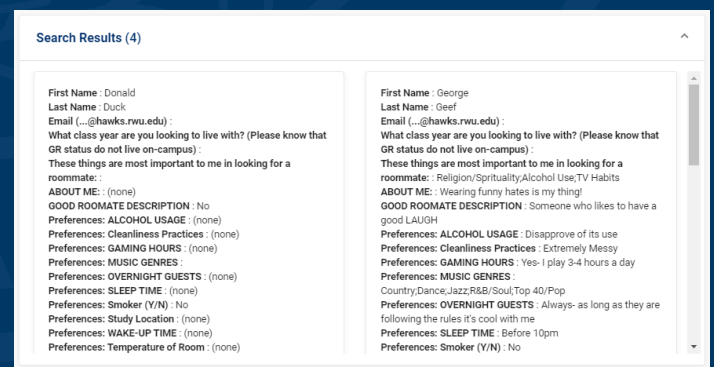 Search Results (4)
First Name : Donald
Last Name : Duck
Email (...@hawks.rwu.edu) :
What class year are you looking to live with? (Please know that
GR status do not live on-campus) :
These things are most important to me in looking for a
roommate: :
ABOUT ME: : (none)
GOOD ROOMATE DESCRIPTION : No
Preferences: ALCOHOL USAGE : (none)
Preferences: Cleanliness Practices : (none)
Preferences: GAMING HOURS : (none)
Preferences: MUSIC GENRES :
Preferences: OVERNIGHT GUESTS : (none)
Preferences: SLEEP TIME : (none)
Preferences: Smoker (Y/N) : No
Preferences: Study Location : (none)
Preferences: WAKE-UP TIME : (none)
Preferences: Temperature of Room : (none)
First Name : George
Last Name : Geef
Email (...@hawks.rwu.edu) :
What class year are you looking to live with? (Please know that
GR status do not live on-campus) :
These things are most important to me in looking for a
roommate: : Religion/Sprituality;Alcohol Use;TV Habits
ABOUT ME: : Wearing funny hates is my thing!
GOOD ROOMATE DESCRIPTION : Someone who likes to have a
good LAUGH
Preferences: ALCOHOL USAGE : Disapprove of its use
Preferences: Cleanliness Practices : Extremely Messy
Preferences: GAMING HOURS : Yes- I play 3-4 hours a day
Preferences: MUSIC GENRES :
Country;Dance;Jazz;R&B/Soul;Top 40/Pop
Preferences: OVERNIGHT GUESTS : Always- as long as they are
following the rules it's cool with me
Preferences: SLEEP TIME : Before 10pm
Preferences: Smoker (Y/N) : No